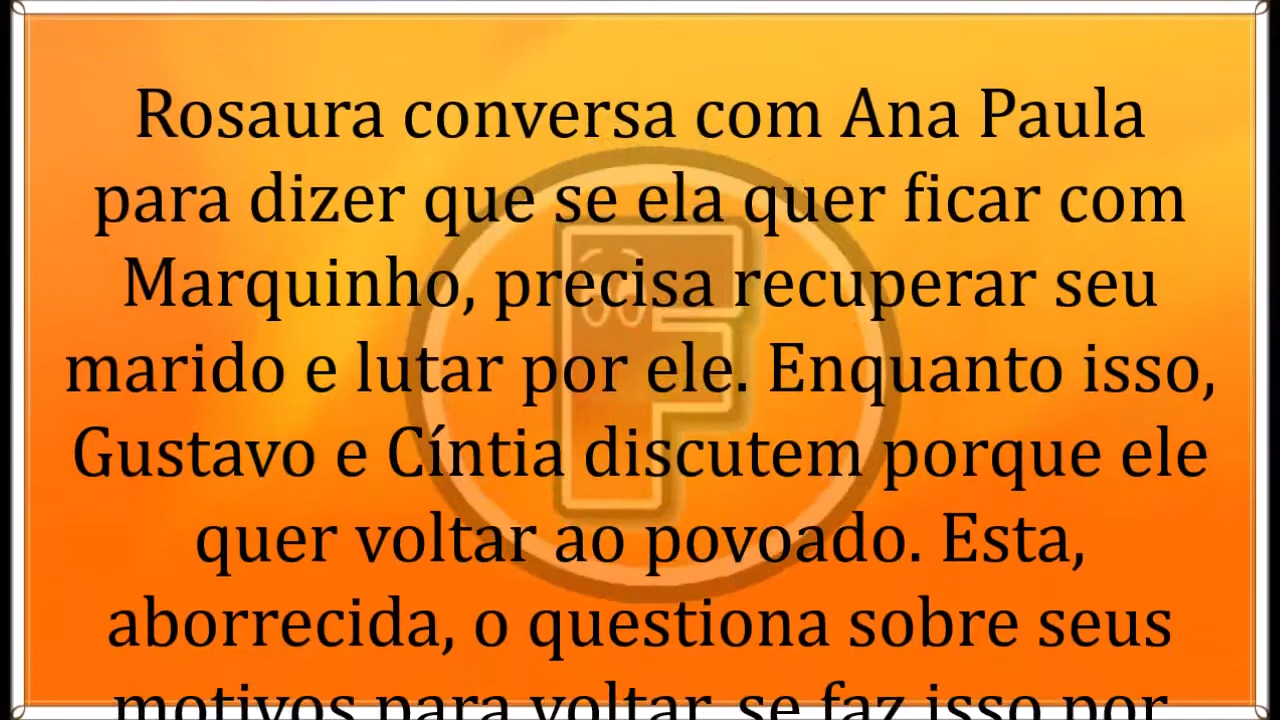 Rosaura conversa com Ana Paula
para dizer que se ela quer ficar com
Marquinho, precisa recuperar seu
marido e lutar por ele. Enquanto isso,
Gustavo e Cíntia discutem porque ele
quer voltar ao povoado. Esta,
aborrecida, o questiona sobre seus
motivos para voltar, se faz isso por